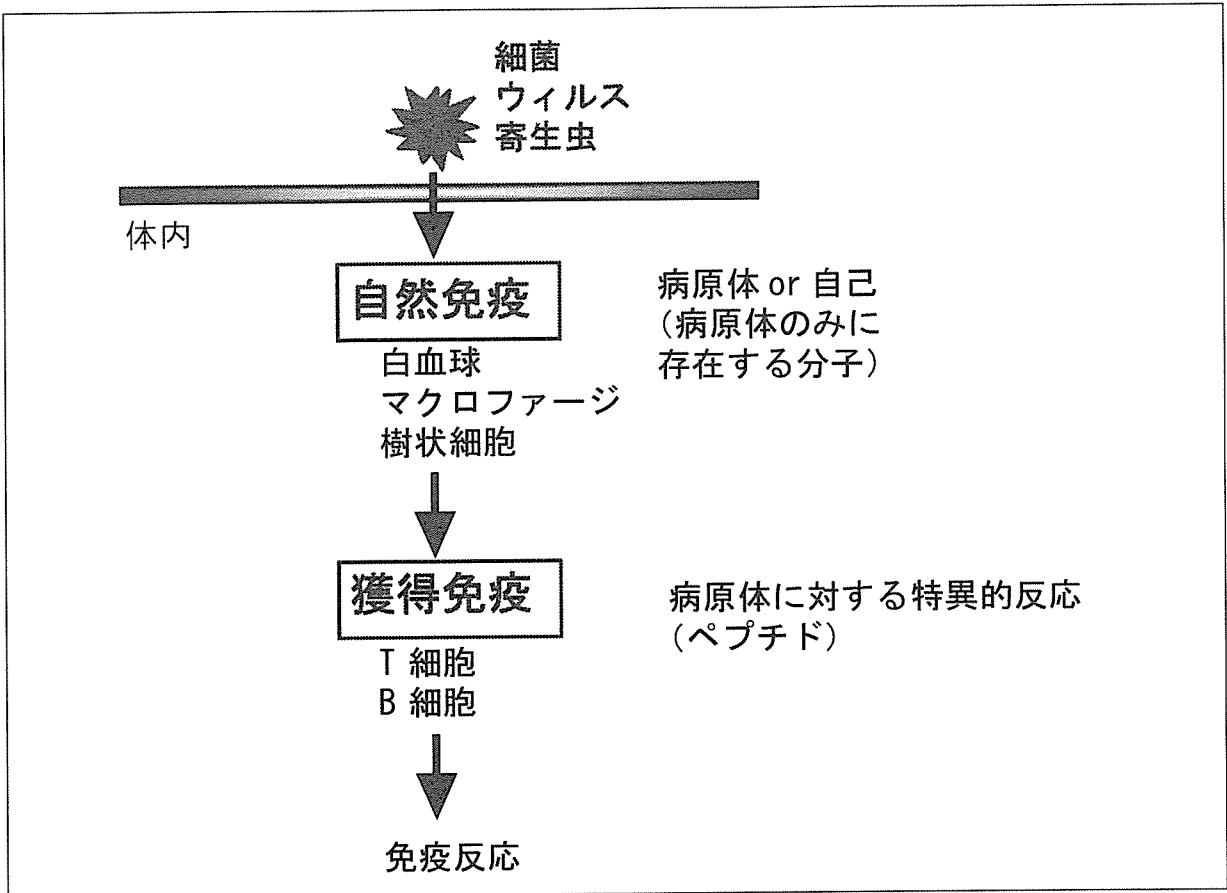 細菌
ウィルス
寄生虫
体内
自然免疫
病原体 or 自己
(病原体のみに
存在する分子)
白血球
マクロファージ
樹状細胞
獲得免疫
病原体に対する特異的反応
(ペプチド)
T 細胞
B 細胞
免疫反応